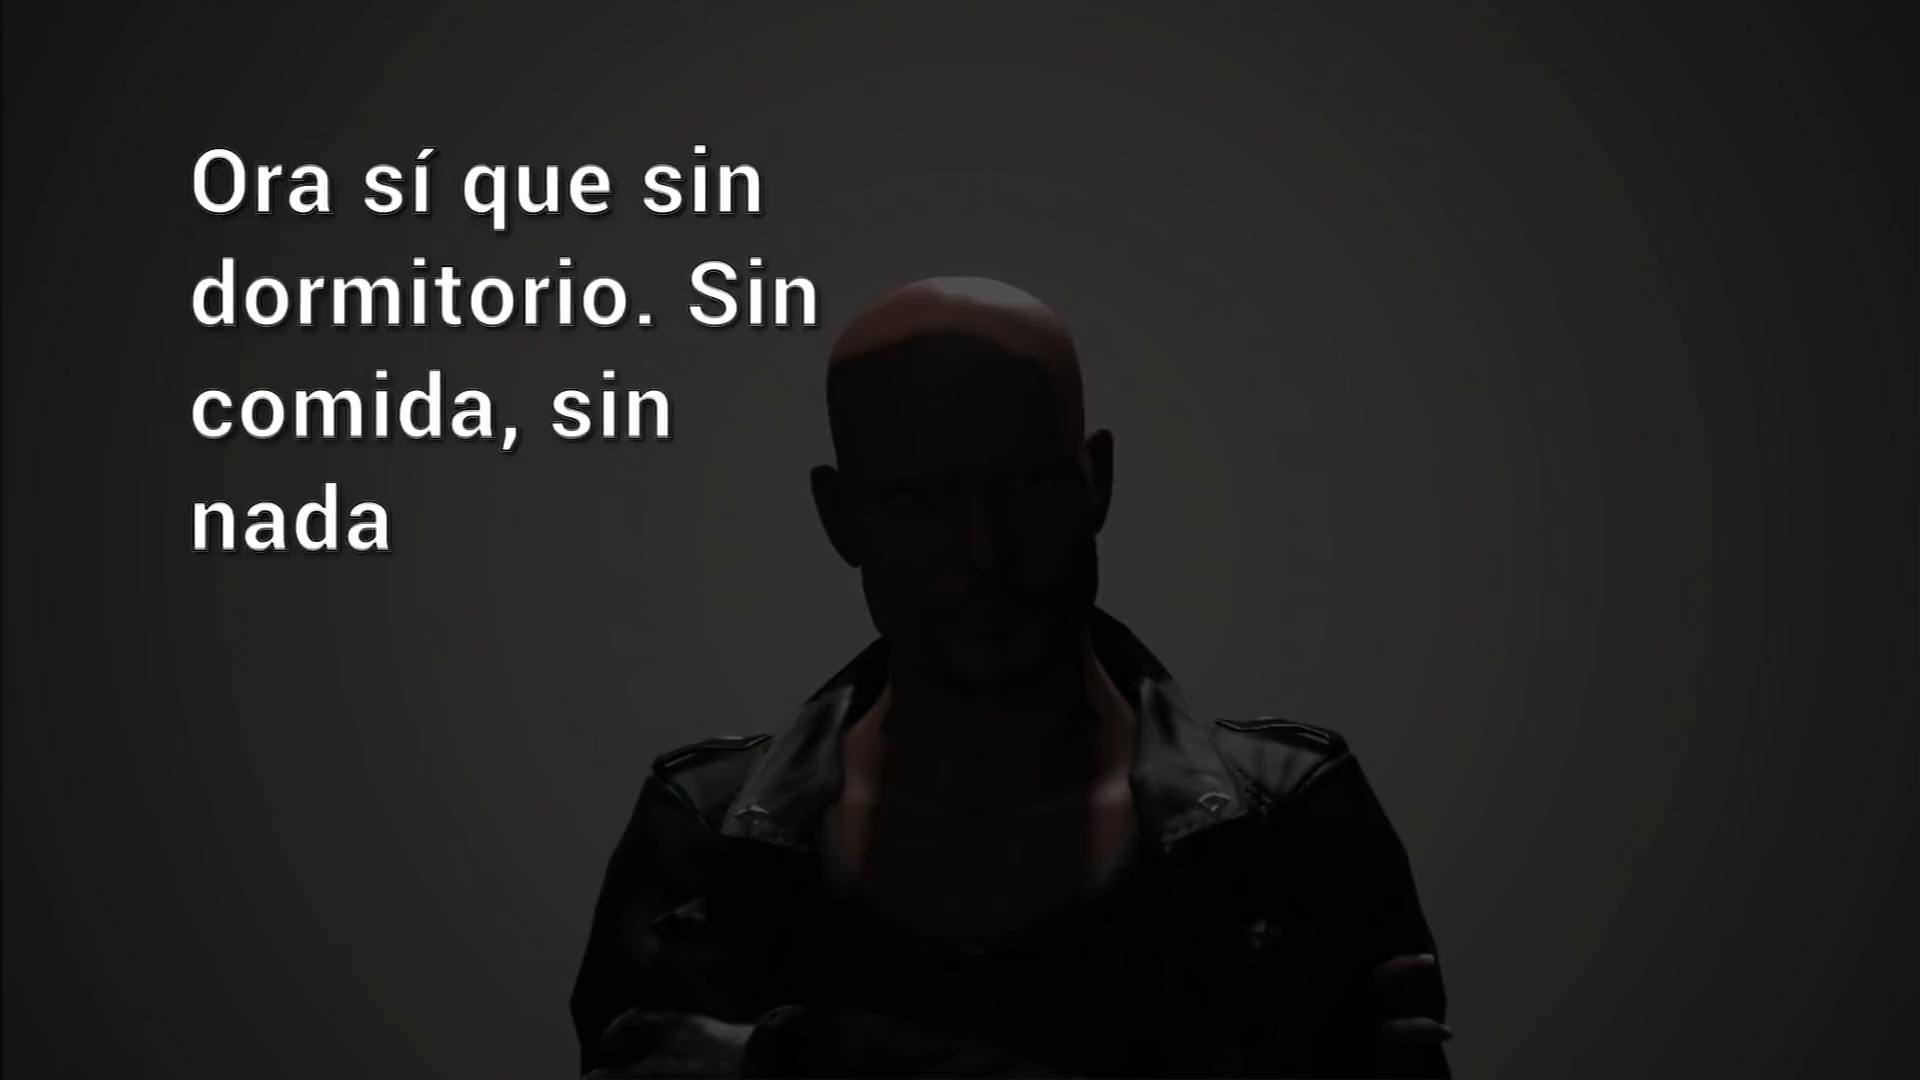 Ora sí que sin
dormitorio. Sin
comida, sin
nada